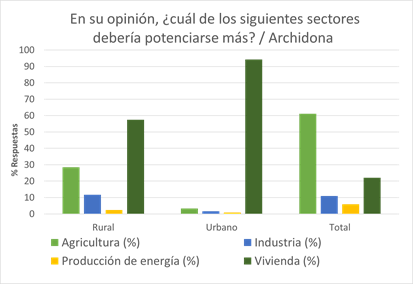 En su opinión, ¿cuál de los siguientes sectores
debería potenciarse más? / Archidona
100
90
80
70
60
50
40
30
20
10
0
% Respuestas
Rural Urbano Total
Agricultura (%) Industria (%)
Producción de energía (%) Vivienda (%)